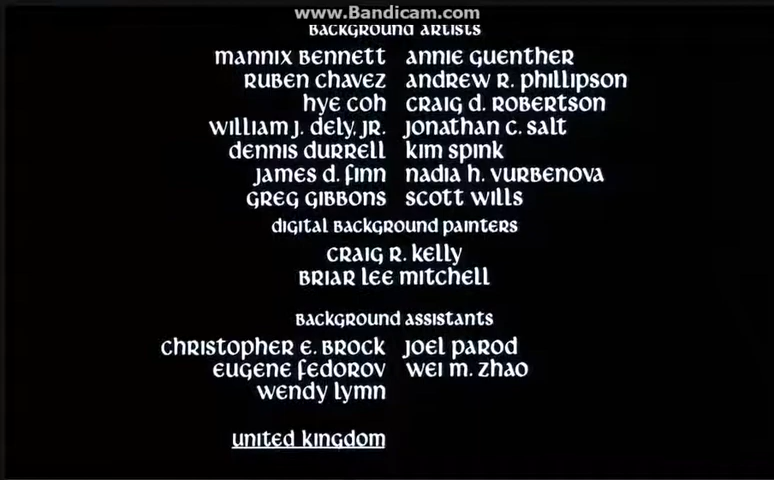 www.Bandicam.com
BACKGROUND ARTISTS
MANNIX BENNETT ANNIE GUENTHER
RUBEN CHAVEZ ANDREW R. PHILLIPSON
HYE COH CRAIG D. ROBERTSON
WILLIAM J. DELY, JR. JONATHAN C. SALT
DENNIS DURRELL KIM SPINK
JAMES D. FINN NADIA H. VURBENOVA
GREG GIBBONS SCOTT WILLS
DIGITAL BACKGROUND PAINTERS
CRAIG R. KELLY
BRIAR LEE MITCHELL
BACKGROUND ASSISTANTS
CHRISTOPHER E. BROCK JOEL PAROD
EUGENE FEDOROV WEI M. ZHAO
WENDY LYMN
UNITED KINGDOM